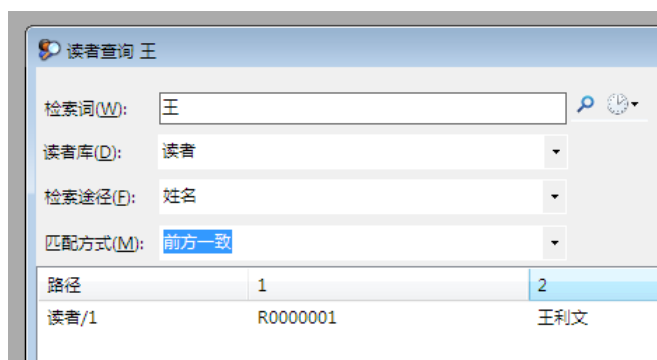 读者查询 王
检索词(W): 王
读者库(D): 读者
检索途径(F): 姓名
匹配方式(M): 前方一致
路径 1 2
读者/1 R0000001 王利文